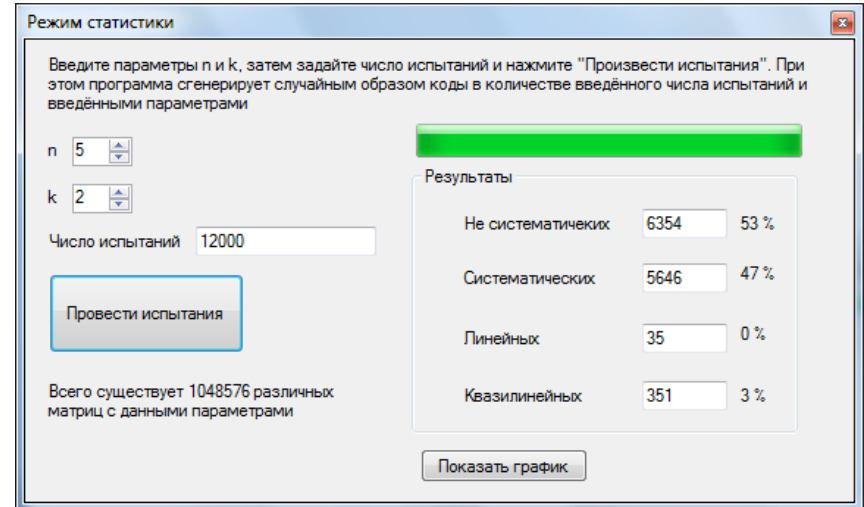 Режим статистики
Введите параметры n и k, затем задайте число испытаний и нажмите "Произвести испытания". При
этом программа сгенерирует случайным образом коды в количестве введённого числа испытаний и
введёнными параметрами
n 5
k 2
Число испытаний 12000
Провести испытания
Всего существует 1048576 различных
матриц с данными параметрами
Результаты
Не систематичеких 6354 53 %
Систематических 5646 47 %
Линейных 35 0 %
Квазилинейных 351 3 %
Показать график